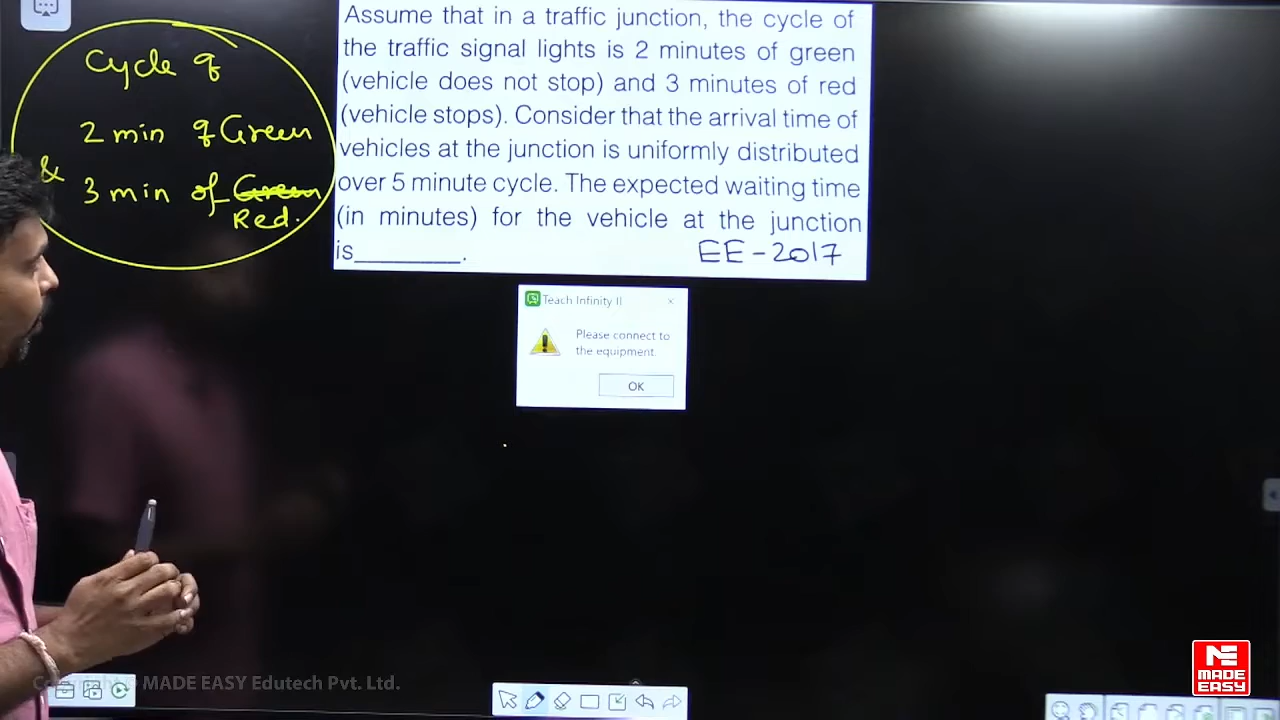 Cycle of
2 min of Green
& 3 min of Green
Red.
Assume that in a traffic junction, the cycle of
the traffic signal lights is 2 minutes of green
(vehicle does not stop) and 3 minutes of red
(vehicle stops). Consider that the arrival time of
vehicles at the junction is uniformly distributed
over 5 minute cycle. The expected waiting time
(in minutes) for the vehicle at the junction
is________.
EE-2017
Teach Infinity II
Please connect to
the equipment.
OK
MADE EASY Edutech Pvt. Ltd.
ME
MADE
EASY